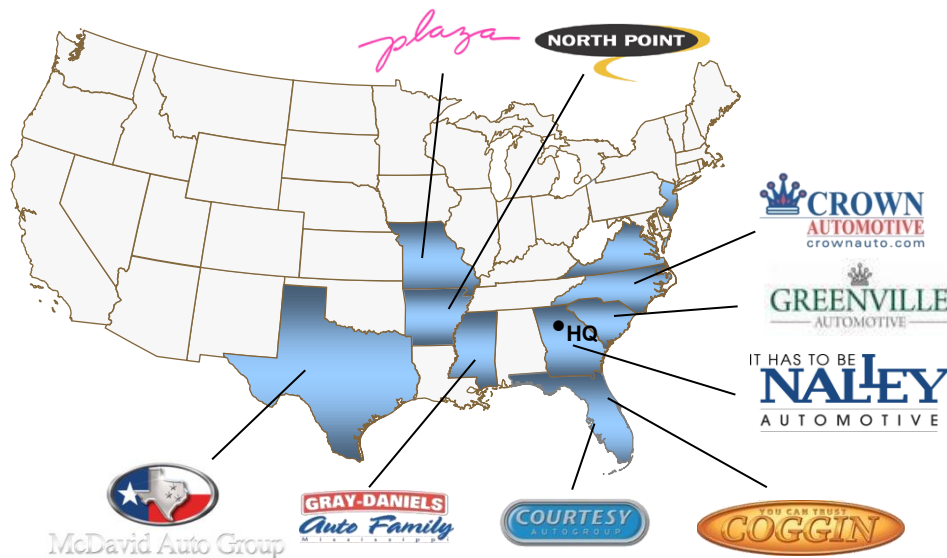 plaza
NORTH POINT
CROWN
AUTOMOTIVE
crownauto.com
GREENVILLE
AUTOMOTIVE
HQ
IT HAS TO BE
NALLEY
AUTOMOTIVE
McDavid Auto Group
GRAY-DANIELS
Auto Family
Mississippi
COURTESY
AUTOGROUP
YOU CAN TRUST
COGGIN